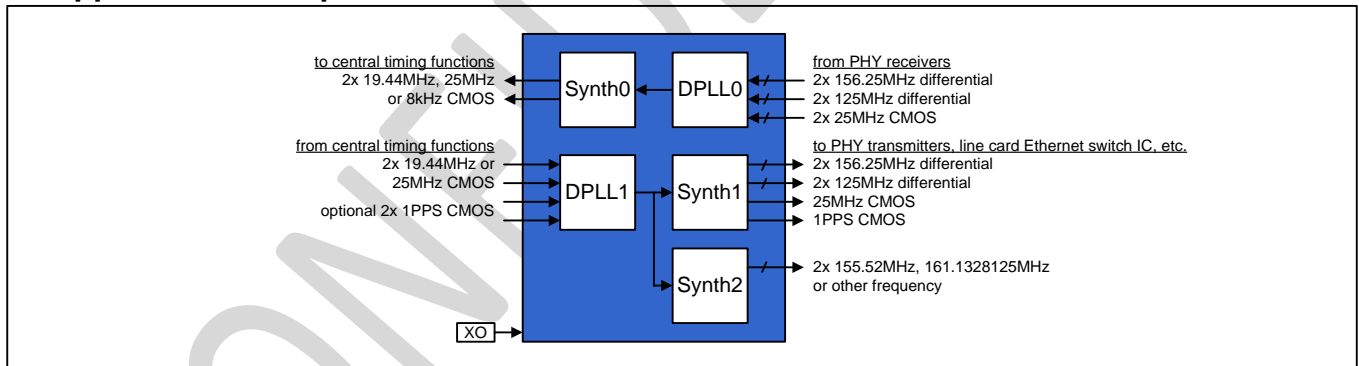 to central timing functions
2x 19.44MHz, 25MHz
or 8kHz CMOS
Synth0
DPLL0
from PHY receivers
2x 156.25MHz differential
2x 125MHz differential
2x 25MHz CMOS
from central timing functions
2x 19.44MHz or
25MHz CMOS
optional 2x 1PPS CMOS
DPLL1
Synth1
to PHY transmitters, line card Ethernet switch IC, etc.
2x 156.25MHz differential
2x 125MHz differential
25MHz CMOS
1PPS CMOS
Synth2
2x 155.52MHz, 161.1328125MHz
or other frequency
XO